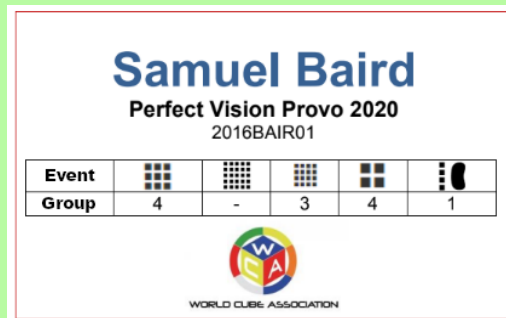 Samuel Baird
Perfect Vision Provo 2020
2016BAIR01
Event
Group 4 - 3 4 1
W
C A
WORLD CUBE ASSOCIATION